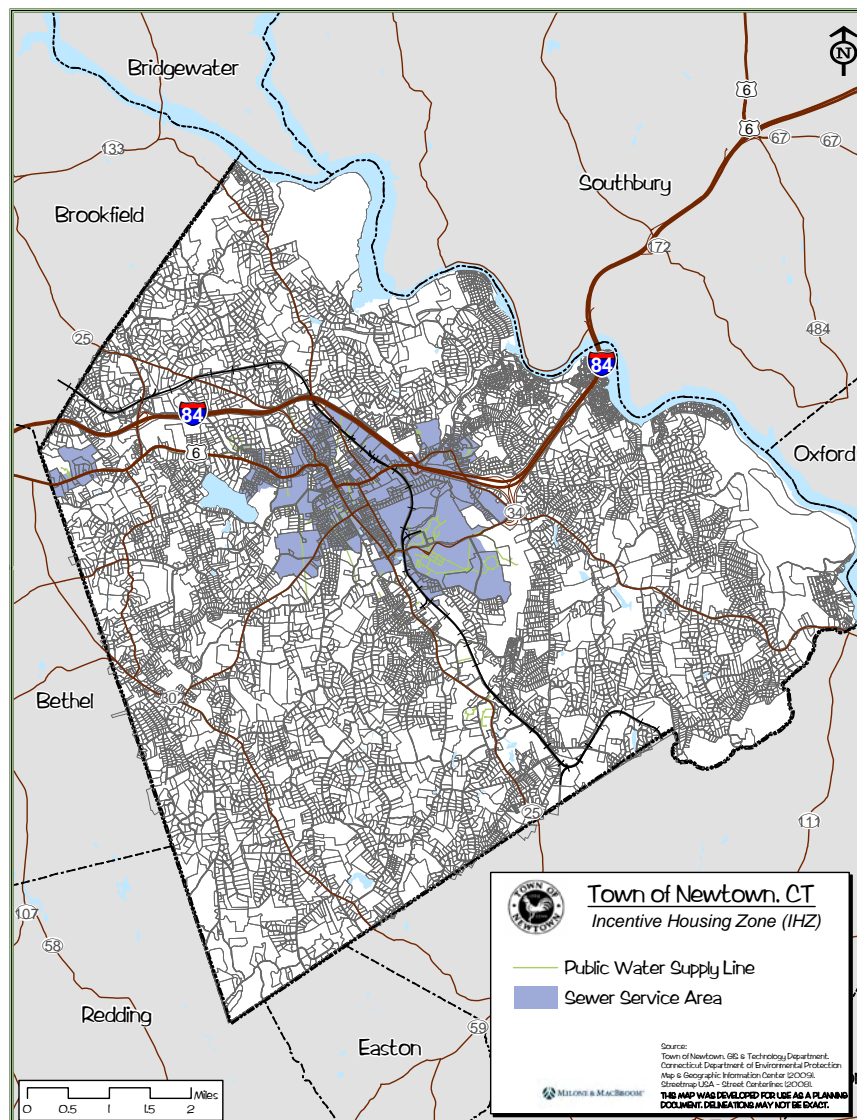 N
Bridgewater
6
6
67
67
133
Southbury
Brookfield
172
25
484
84
84
6
Oxford
34
Bethel
25
111
107
58
Redding
Easton
59
Town of Newtown, CT
Incentive Housing Zone (IHZ)
TOWN OF
NEWTOWN
Public Water Supply Line
Sewer Service Area
Source:
Town of Newtown, GIS & Technology Department.
Connecticut Department of Environmental Protection
Map & Geographic Information Center (2009).
Streetmap USA - Street Centerlines (2008).
THIS MAP WAS DEVELOPED FOR USE AS A PLANNING
DOCUMENT. DELINEATIONS MAY NOT BE EXACT.
MILONE & MACBROOM
Miles
0 0.5 1 1.5 2